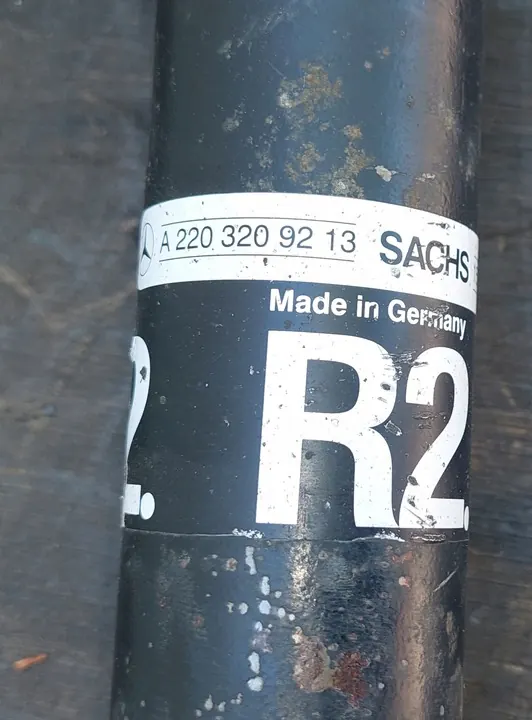 A 220 320 92 13 SACHS
Made in Germany
2. R2.